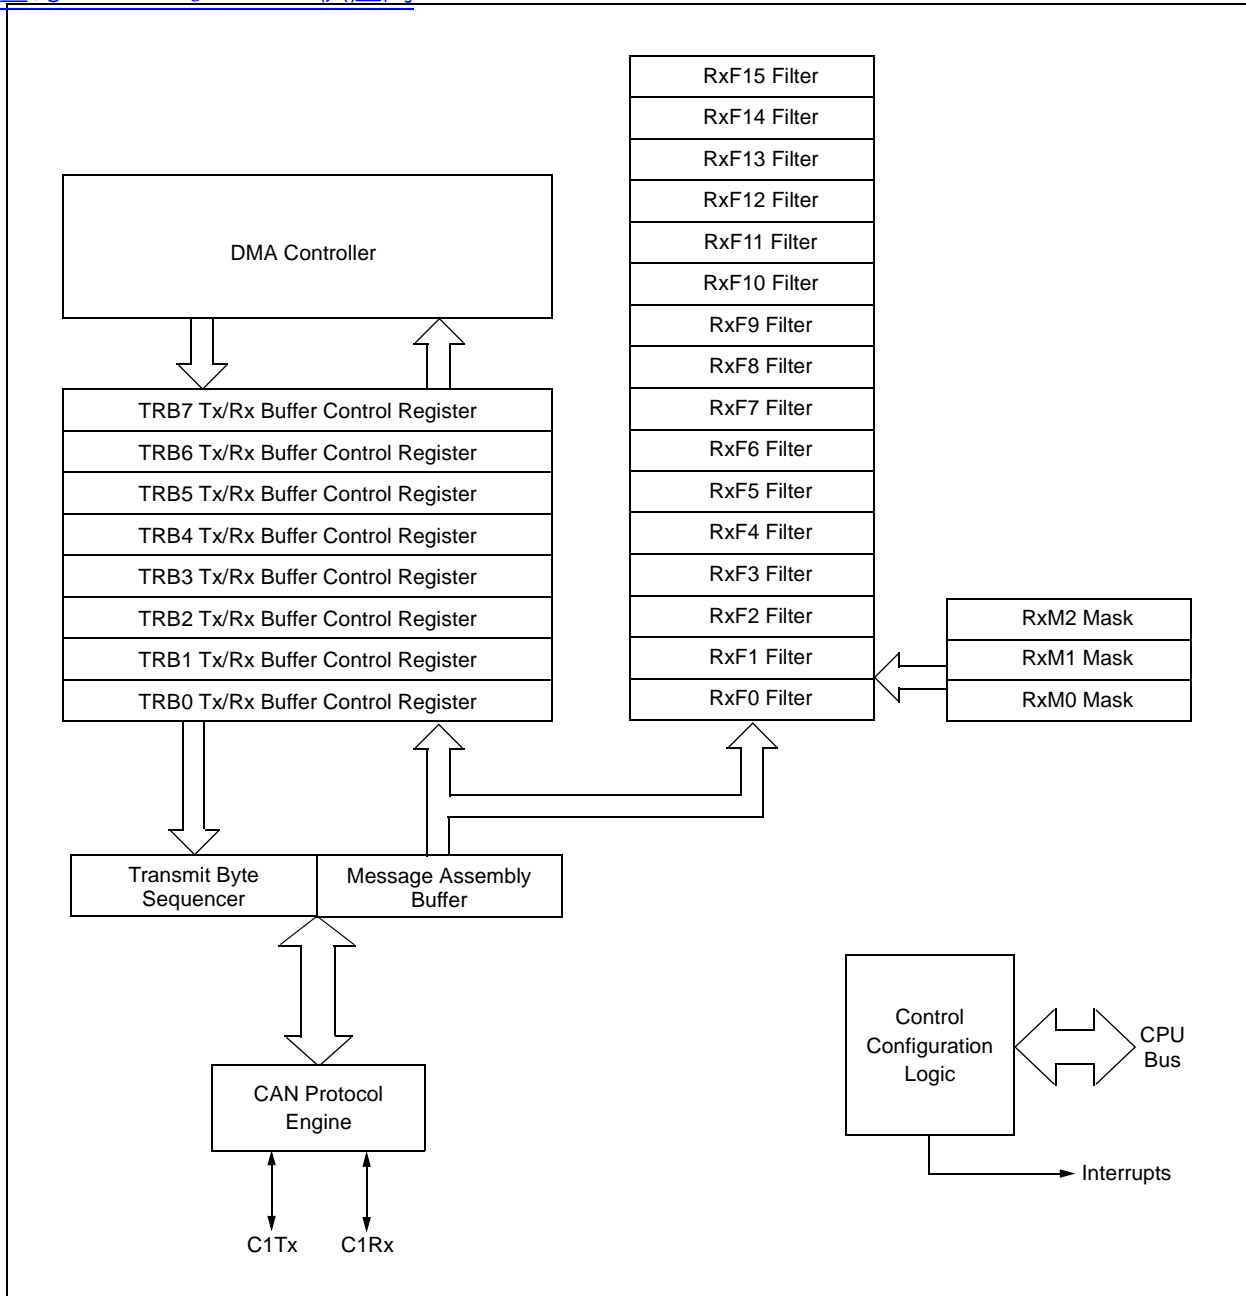 RxF15 Filter
RxF14 Filter
RxF13 Filter
RxF12 Filter
RxF11 Filter
RxF10 Filter
RxF9 Filter
RxF8 Filter
RxF7 Filter
RxF6 Filter
RxF5 Filter
RxF4 Filter
RxF3 Filter
RxF2 Filter
RxF1 Filter
RxF0 Filter
DMA Controller
TRB7 Tx/Rx Buffer Control Register
TRB6 Tx/Rx Buffer Control Register
TRB5 Tx/Rx Buffer Control Register
TRB4 Tx/Rx Buffer Control Register
TRB3 Tx/Rx Buffer Control Register
TRB2 Tx/Rx Buffer Control Register
TRB1 Tx/Rx Buffer Control Register
TRB0 Tx/Rx Buffer Control Register
RxM2 Mask
RxM1 Mask
RxM0 Mask
Transmit Byte
Sequencer
Message Assembly
Buffer
CAN Protocol
Engine
C1Tx
C1Rx
Control
Configuration
Logic
CPU
Bus
Interrupts